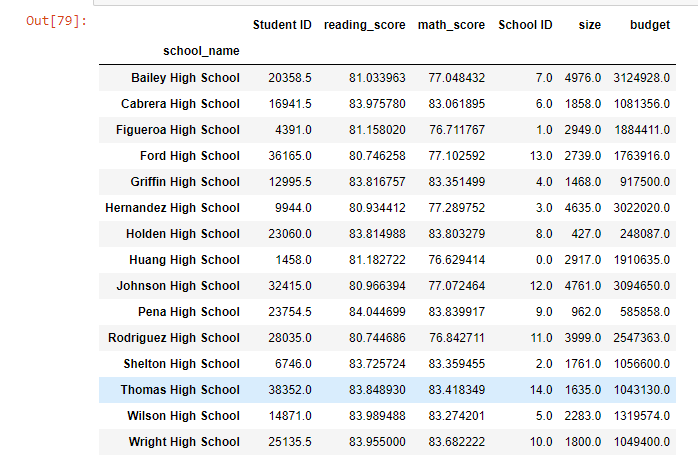 Out[79]:
Student ID reading_score math_score School ID size budget
school_name
Bailey High School 20358.5 81.033963 77.048432 7.0 4976.0 3124928.0
Cabrera High School 16941.5 83.975780 83.061895 6.0 1858.0 1081356.0
Figueroa High School 4391.0 81.158020 76.711767 1.0 2949.0 1884411.0
Ford High School 36165.0 80.746258 77.102592 13.0 2739.0 1763916.0
Griffin High School 12995.5 83.816757 83.351499 4.0 1468.0 917500.0
Hernandez High School 9944.0 80.934412 77.289752 3.0 4635.0 3022020.0
Holden High School 23060.0 83.814988 83.803279 8.0 427.0 248087.0
Huang High School 1458.0 81.182722 76.629414 0.0 2917.0 1910635.0
Johnson High School 32415.0 80.966394 77.072464 12.0 4761.0 3094650.0
Pena High School 23754.5 84.044699 83.839917 9.0 962.0 585858.0
Rodriguez High School 28035.0 80.744686 76.842711 11.0 3999.0 2547363.0
Shelton High School 6746.0 83.725724 83.359455 2.0 1761.0 1056600.0
Thomas High School 38352.0 83.848930 83.418349 14.0 1635.0 1043130.0
Wilson High School 14871.0 83.989488 83.274201 5.0 2283.0 1319574.0
Wright High School 25135.5 83.955000 83.682222 10.0 1800.0 1049400.0